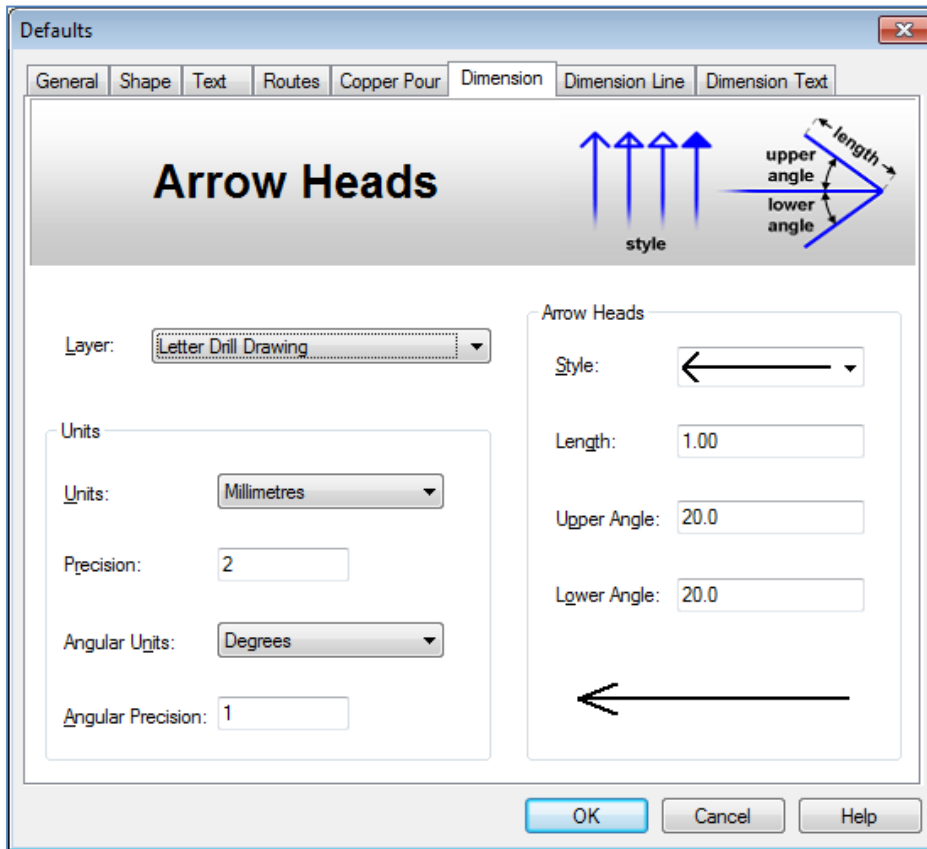 Defaults
General Shape Text Routes Copper Pour Dimension Dimension Line Dimension Text
Arrow Heads
style
upper
angle
lower
angle
length
Layer: Letter Drill Drawing
Units
Units: Millimetres
Precision: 2
Angular Units: Degrees
Angular Precision: 1
Arrow Heads
Style:
Length: 1.00
Upper Angle: 20.0
Lower Angle: 20.0
OK Cancel Help